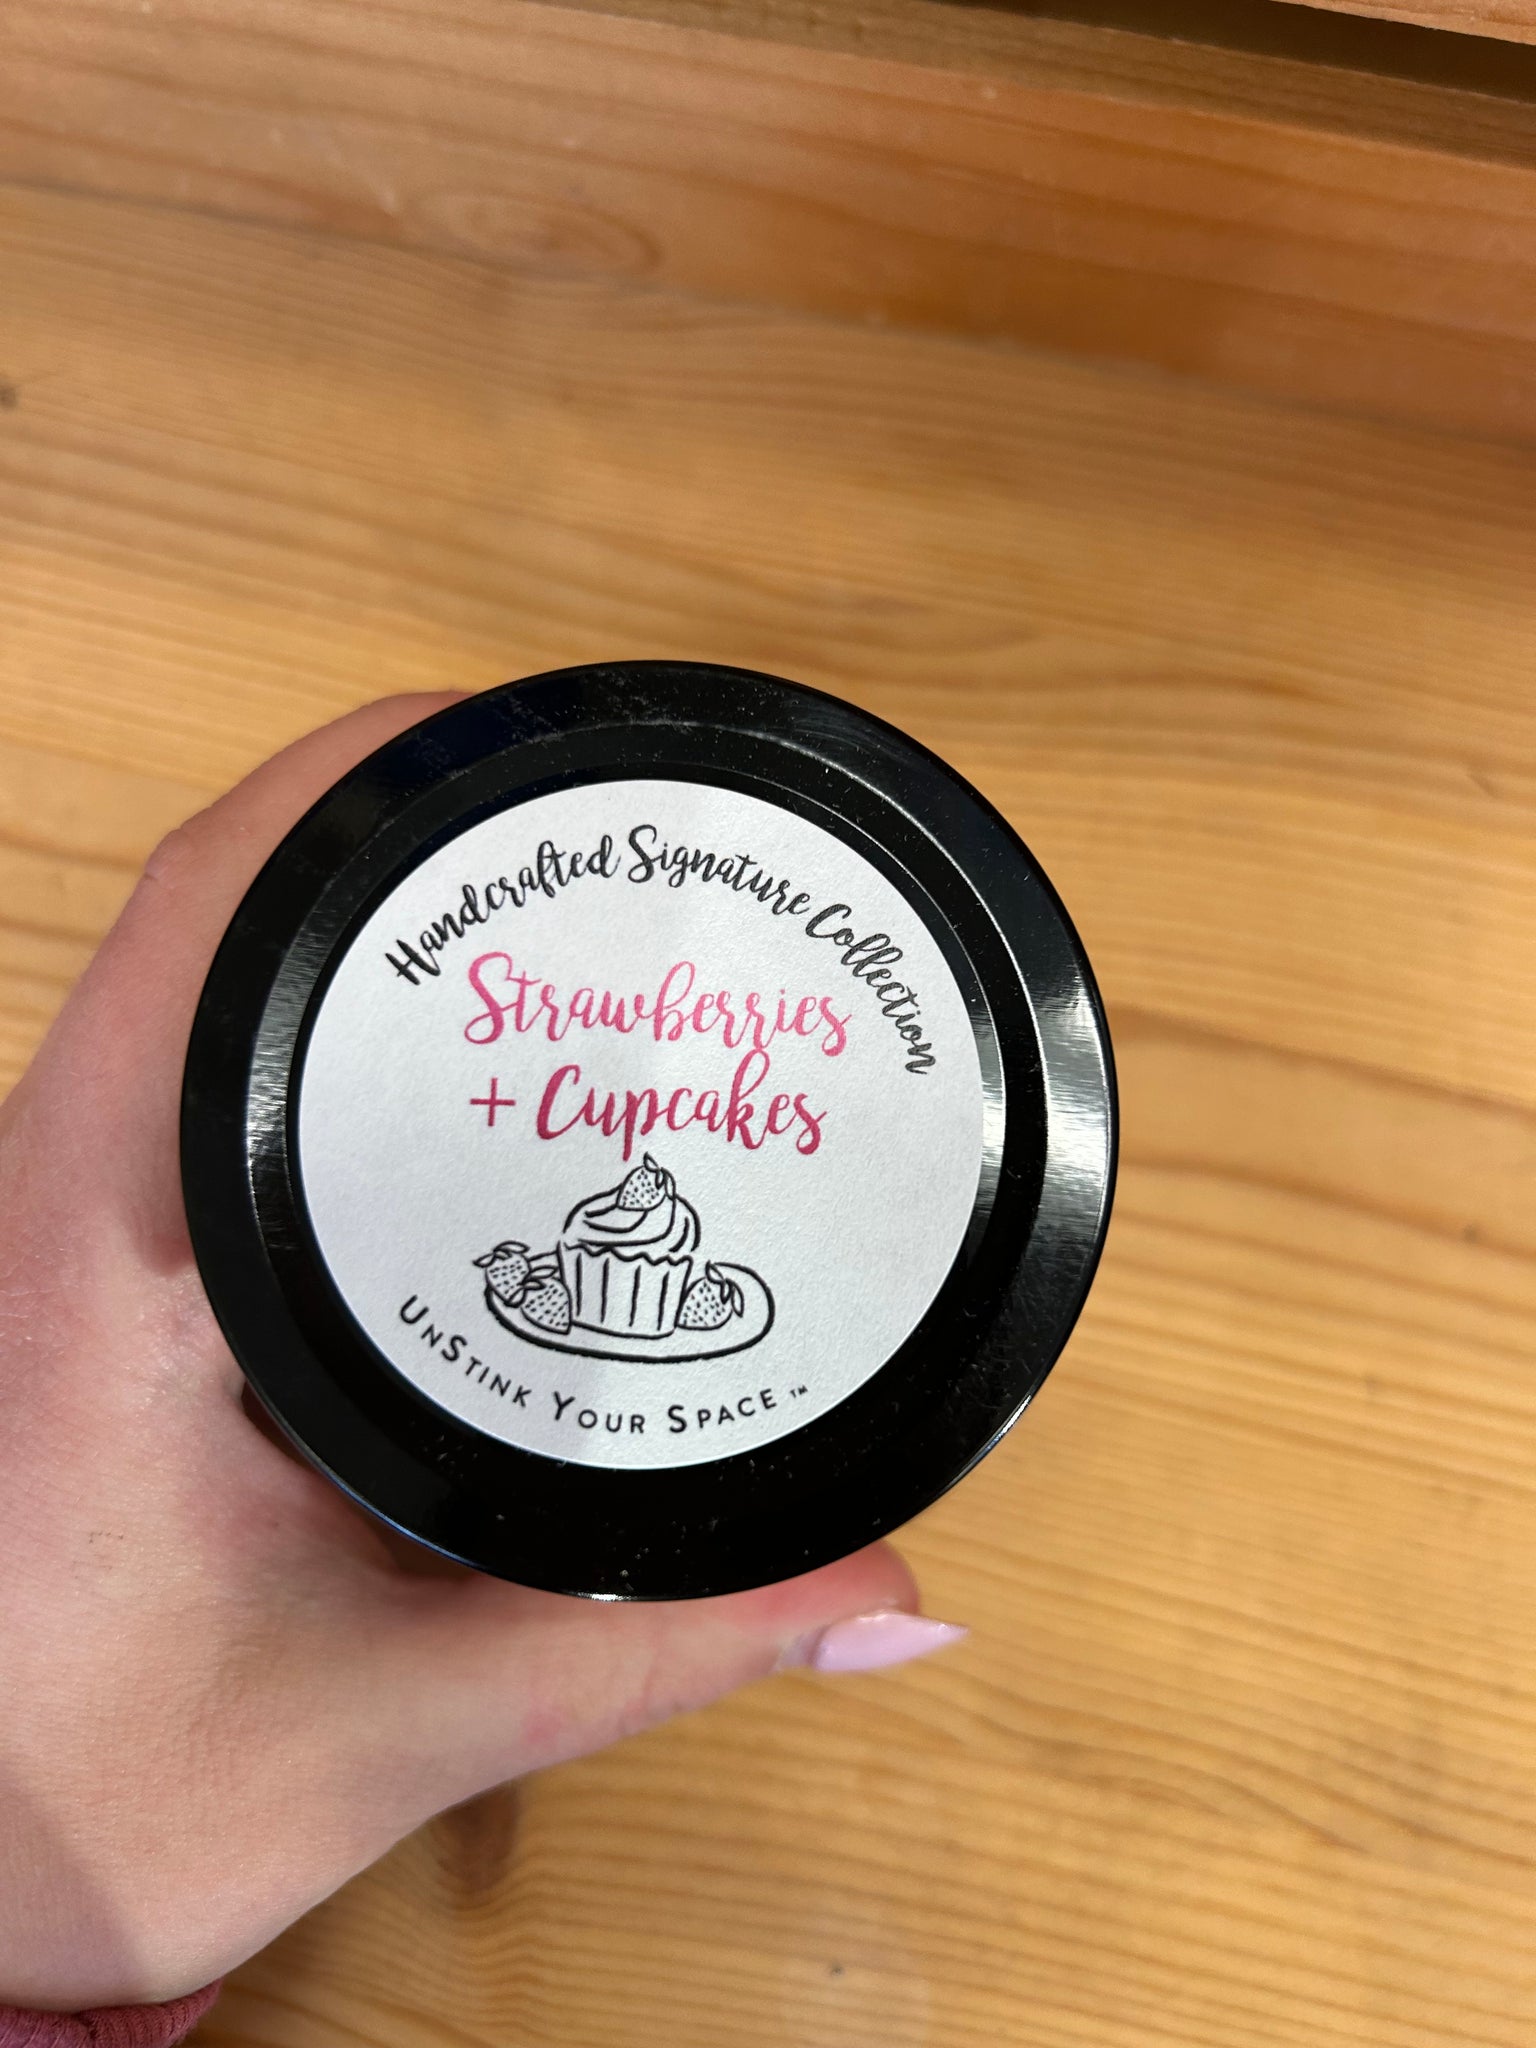 Handcrafted Signature Collection
Strawberries
+ Cupcakes
UnStink Your Space ™